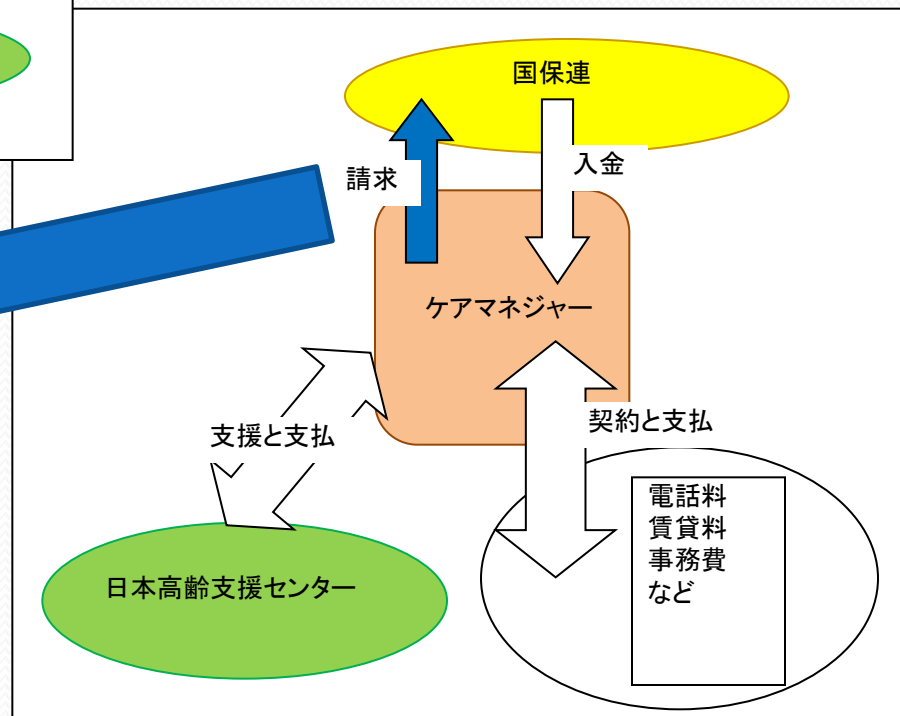 国保連
請求
入金
ケアマネジャー
支援と支払
契約と支払
電話料
賃貸料
事務費
など
日本高齢支援センター